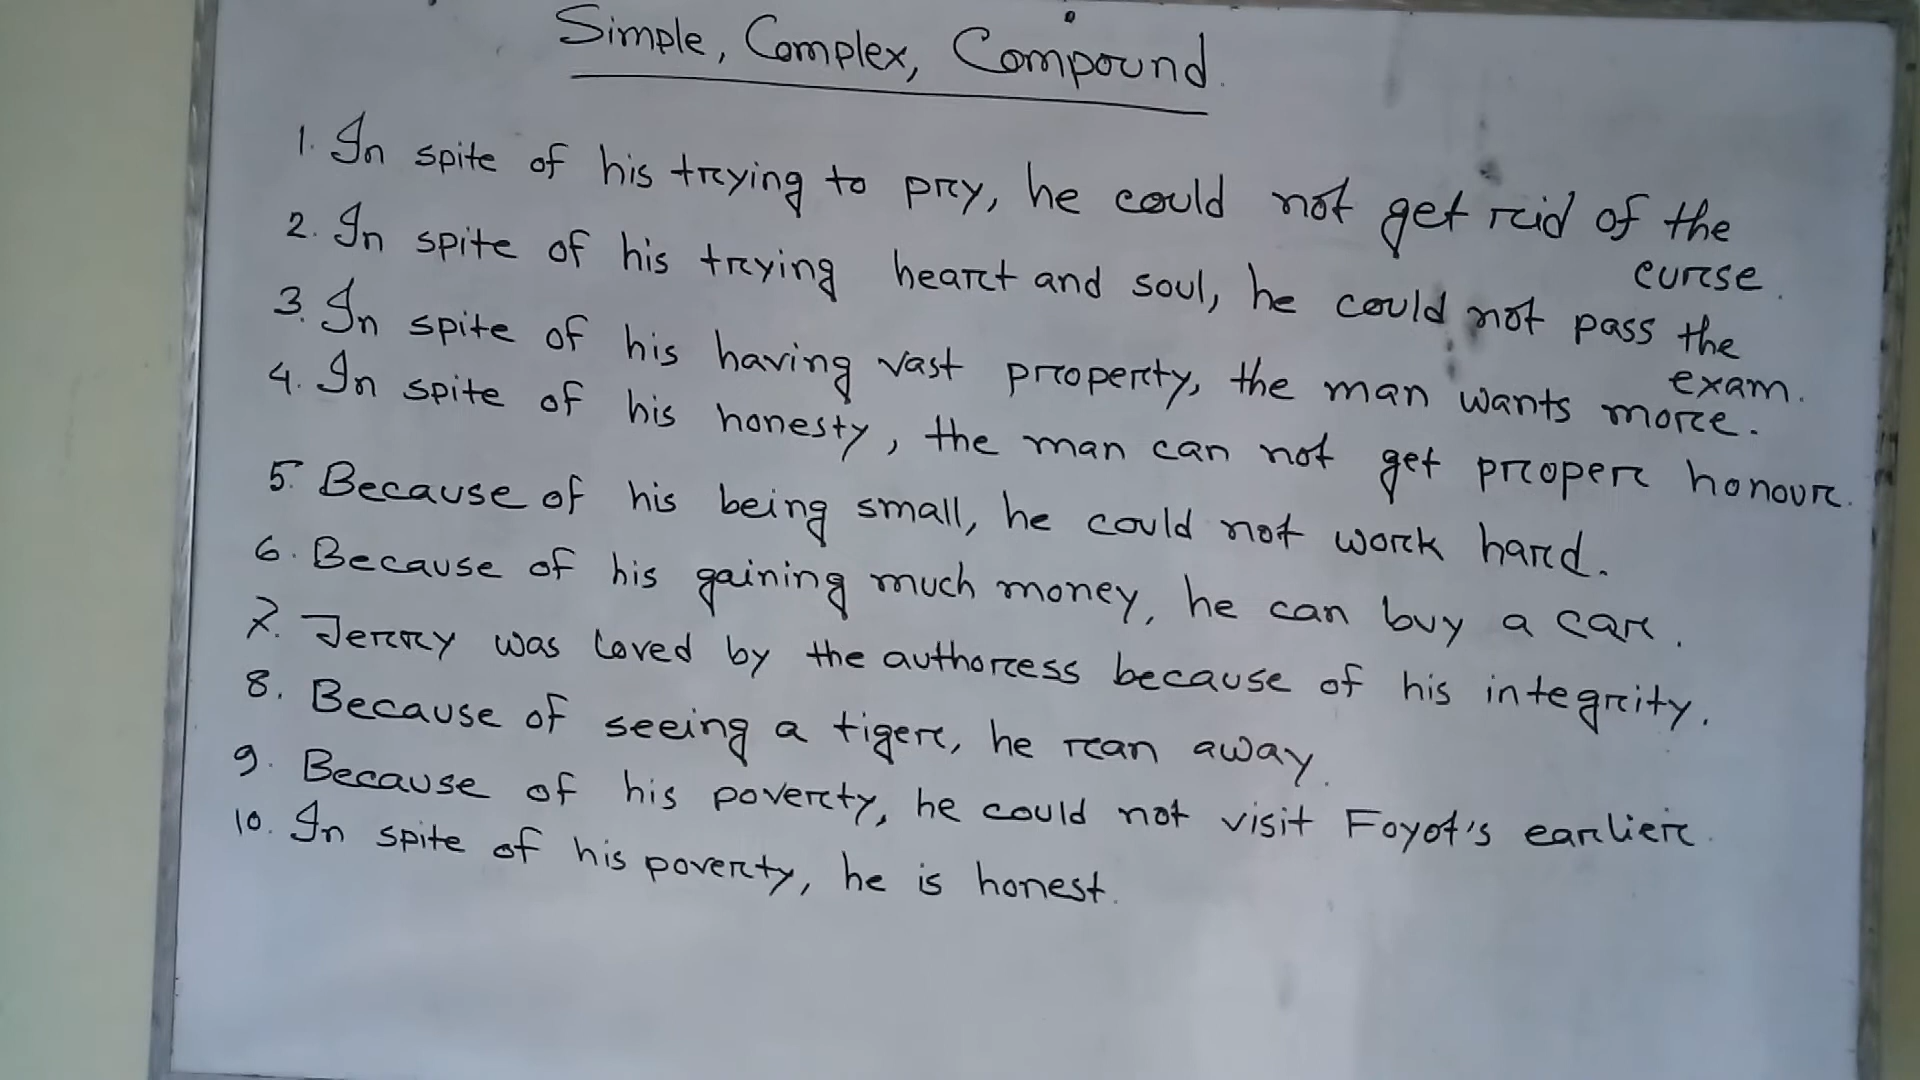 Simple, Complex, Compound.
1. In spite of his trying to pry, he could not get rid of the
curse.
2. In spite of his trying heart and soul, he could not pass the
exam.
3. In spite of his having vast property, the man wants more.
4. In spite of his honesty, the man can not get proper honour.
5. Because of his being small, he could not work hard.
6. Because of his gaining much money, he can buy a car.
7. Jerry was loved by the authoress because of his integrity.
8. Because of seeing a tiger, he ran away.
9. Because of his poverty, he could not visit Foyot's earlier.
10. In spite of his poverty, he is honest.